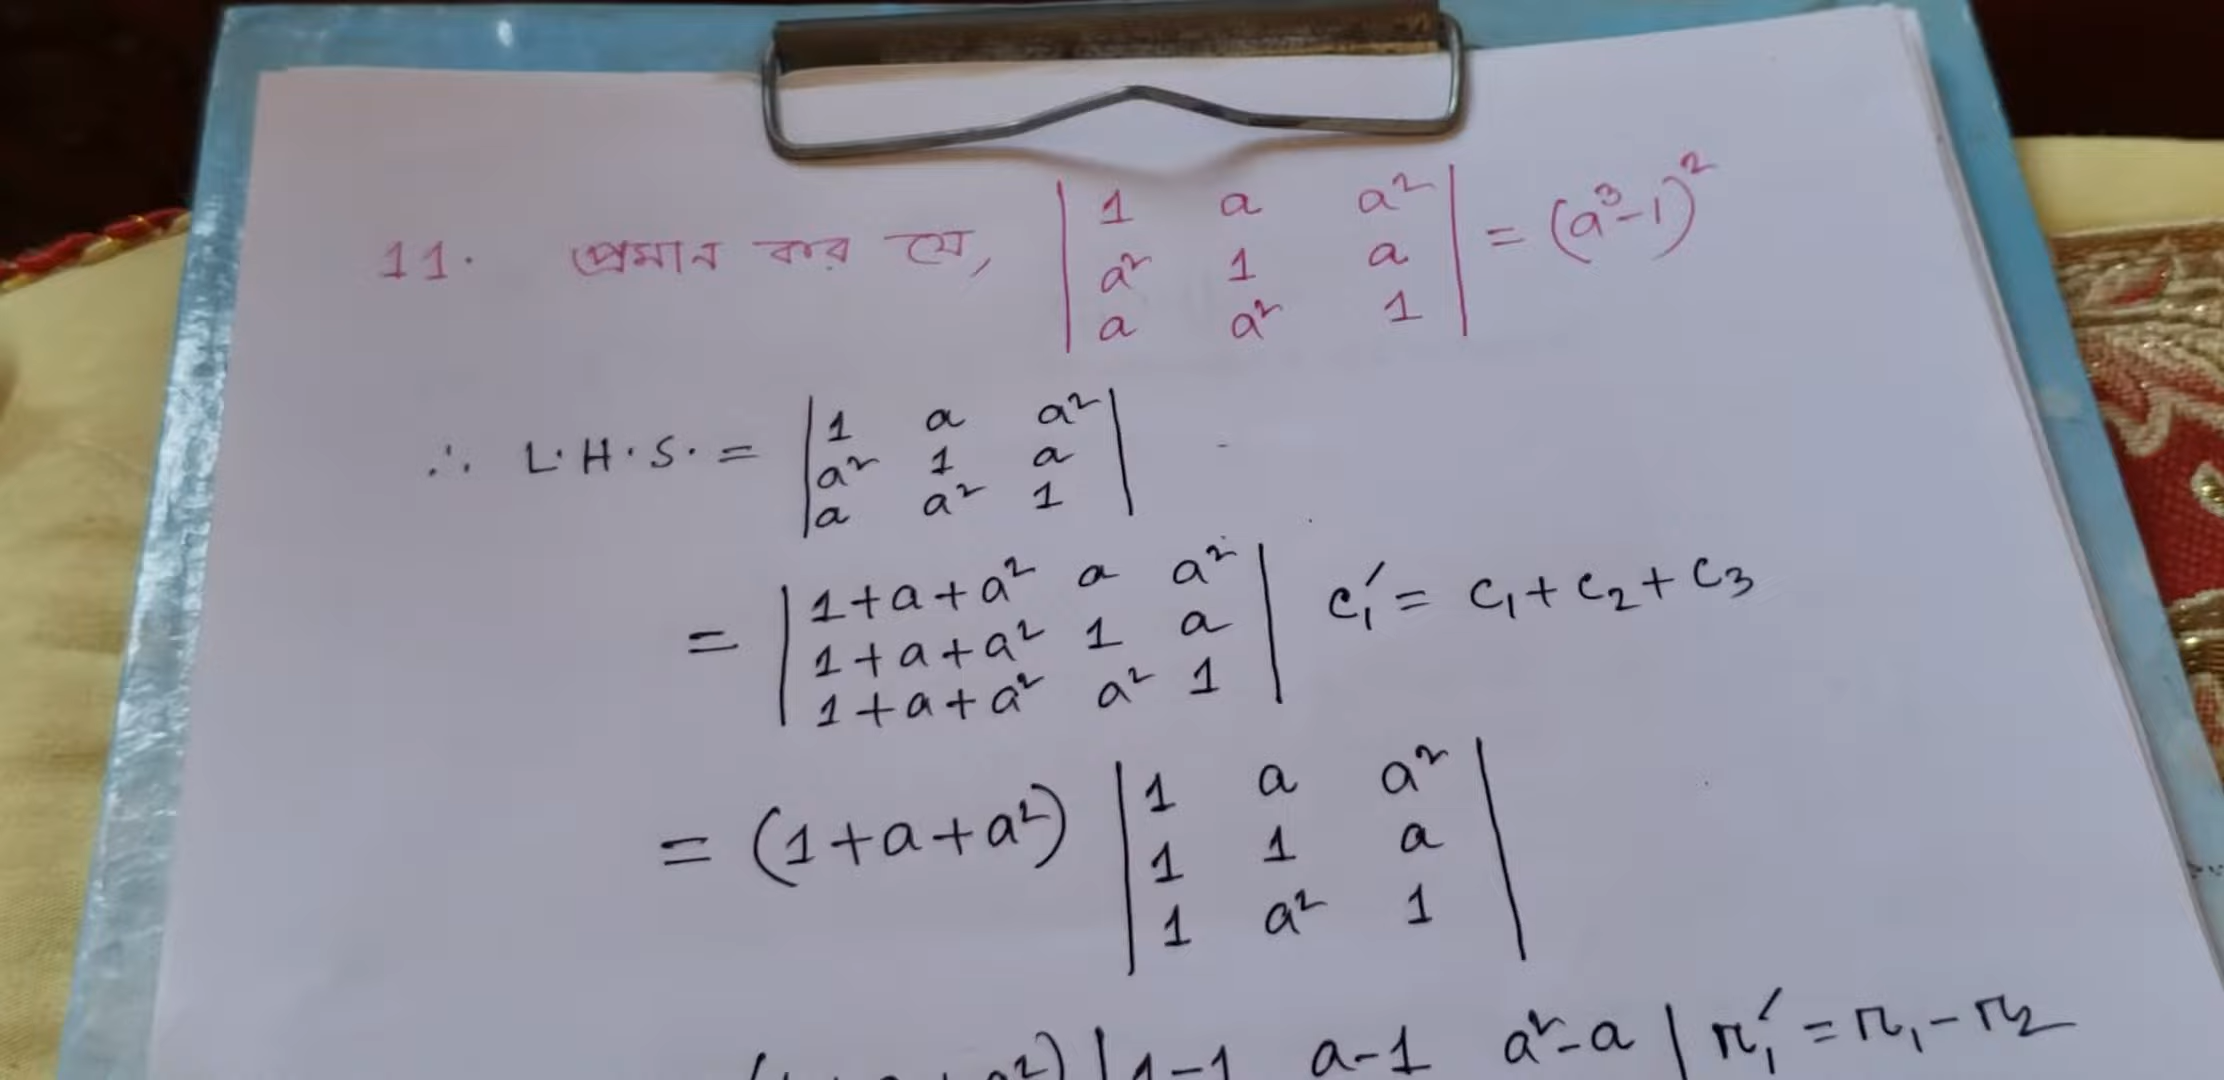 11. প্রমান কর যে, | 1 a a² | = (a³-1)²
| a² 1 a |
| a a² 1 |
∴ L.H.S. = | 1 a a² |
| a² 1 a |
| a a² 1 |
= | 1+a+a² a a² | c₁′ = c₁+c₂+c₃
| 1+a+a² 1 a |
| 1+a+a² a² 1 |
= (1+a+a²) | 1 a a² |
| 1 1 a |
| 1 a² 1 |
| 1-1 a-1 a²-a | r₁′ = r₁-r₂